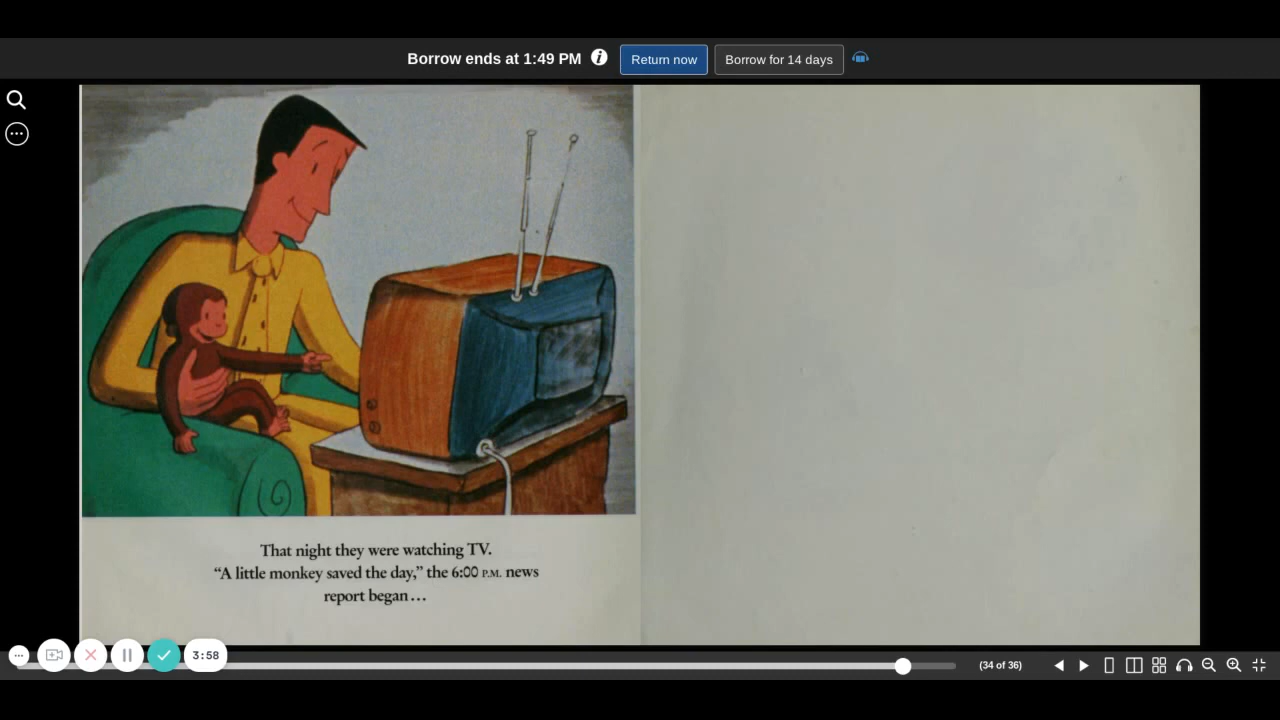 Borrow ends at 1:49 PM
Return now
Borrow for 14 days
That night they were watching TV.
“A little monkey saved the day,” the 6:00 P.M. news
report began...
3:58
(34 of 36)